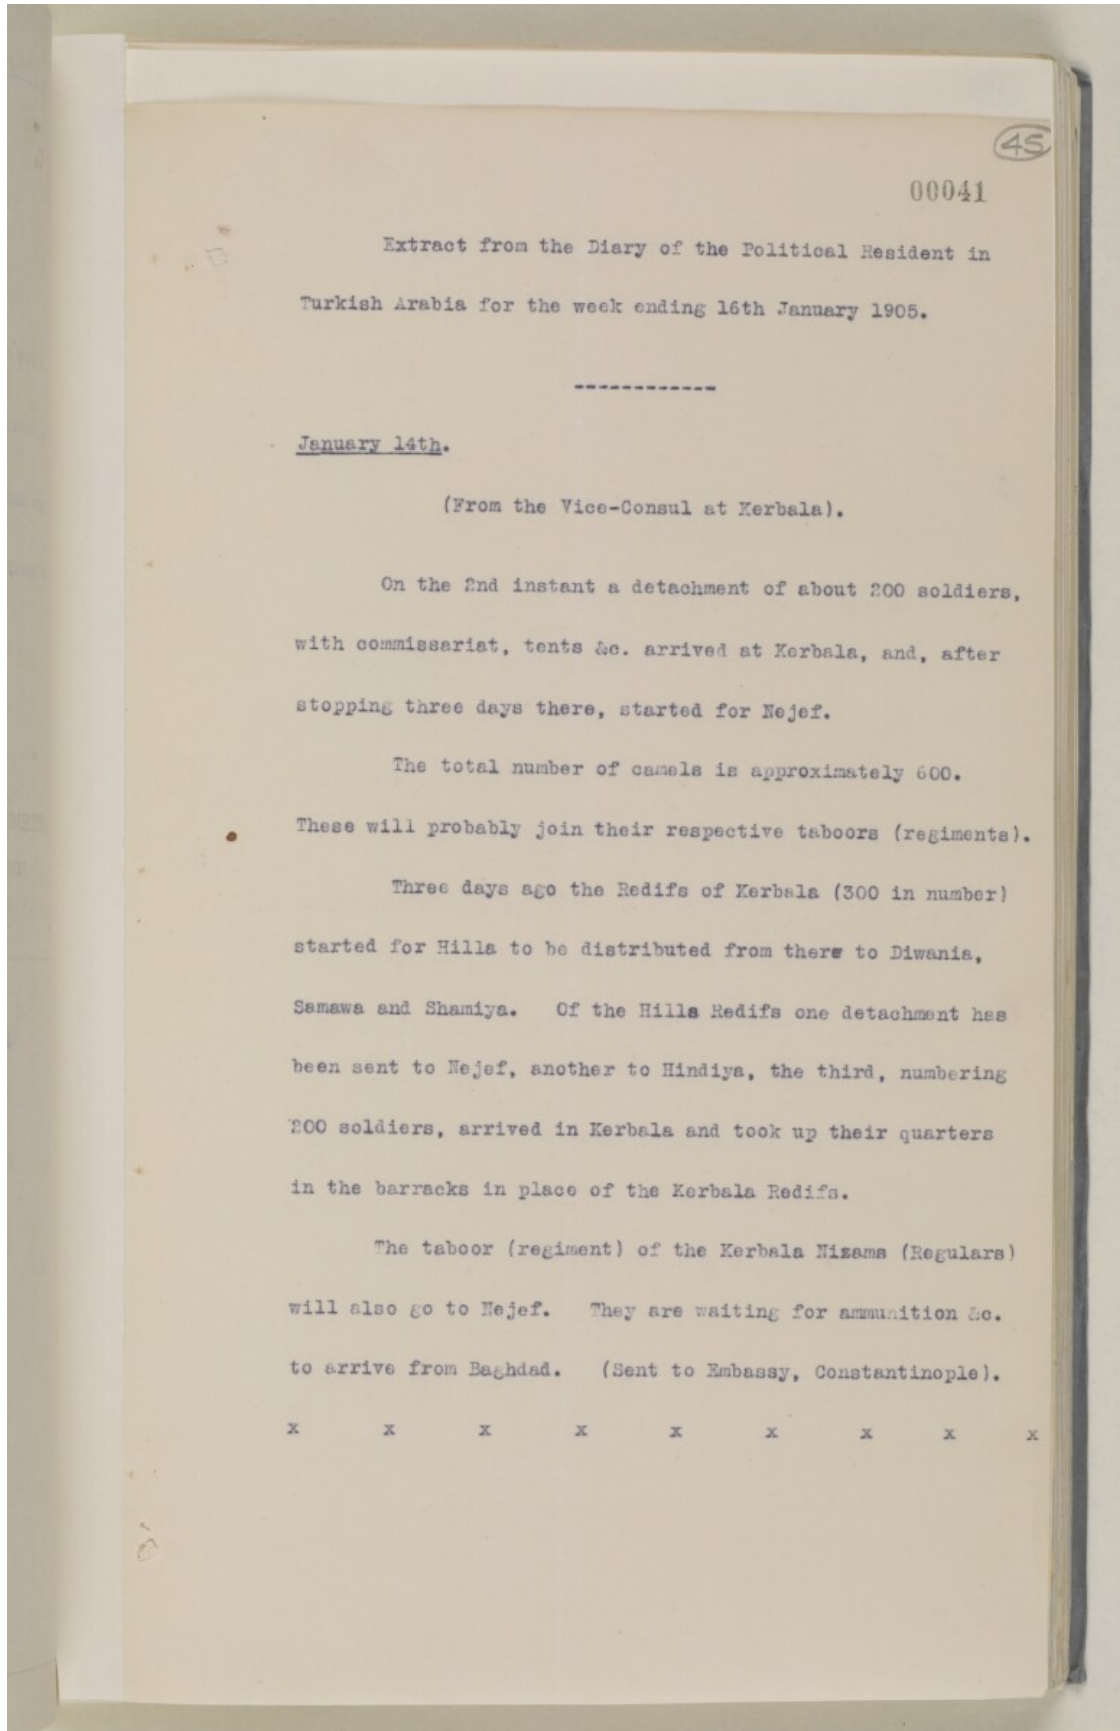 45
00041
Extract from the Diary of the Political Resident in
Turkish Arabia for the week ending 16th January 1905.
------------
January 14th.
(From the Vice-Consul at Kerbala).
On the 2nd instant a detachment of about 200 soldiers,
with commissariat, tents &c. arrived at Kerbala, and, after
stopping three days there, started for Nejef.
The total number of camels is approximately 600.
These will probably join their respective taboors (regiments).
Three days ago the Redifs of Kerbala (300 in number)
started for Hilla to be distributed from there to Diwania,
Samawa and Shamiya. Of the Hilla Redifs one detachment has
been sent to Nejef, another to Hindiya, the third, numbering
200 soldiers, arrived in Kerbala and took up their quarters
in the barracks in place of the Kerbala Redifs.
The taboor (regiment) of the Kerbala Nizams (Regulars)
will also go to Nejef. They are waiting for ammunition &c.
to arrive from Baghdad. (Sent to Embassy, Constantinople).
x x x x x x x x x